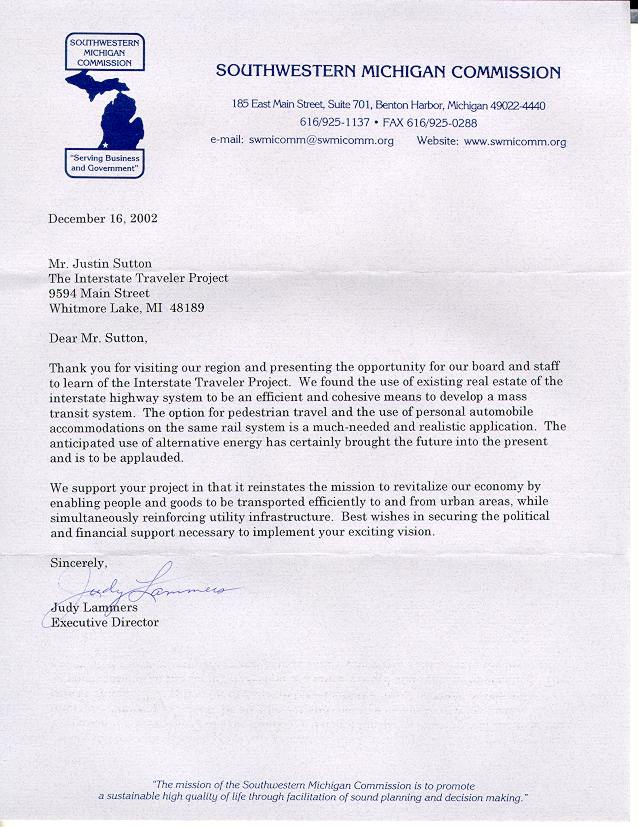 SOUTHWESTERN
MICHIGAN
COMMISSION
"Serving Business
and Government"
SOUTHWESTERN MICHIGAN COMMISSION
185 East Main Street, Suite 701, Benton Harbor, Michigan 49022-4440
616/925-1137 • FAX 616/925-0288
e-mail: swmicomm@swmicomm.org Website: www.swmicomm.org
December 16, 2002
Mr. Justin Sutton
The Interstate Traveler Project
9594 Main Street
Whitmore Lake, MI 48189
Dear Mr. Sutton,
Thank you for visiting our region and presenting the opportunity for our board and staff
to learn of the Interstate Traveler Project. We found the use of existing real estate of the
interstate highway system to be an efficient and cohesive means to develop a mass
transit system. The option for pedestrian travel and the use of personal automobile
accommodations on the same rail system is a much-needed and realistic application. The
anticipated use of alternative energy has certainly brought the future into the present
and is to be applauded.
We support your project in that it reinstates the mission to revitalize our economy by
enabling people and goods to be transported efficiently to and from urban areas, while
simultaneously reinforcing utility infrastructure. Best wishes in securing the political
and financial support necessary to implement your exciting vision.
Sincerely,
Judy Lammers
Judy Lammers
Executive Director
"The mission of the Southwestern Michigan Commission is to promote
a sustainable high quality of life through facilitation of sound planning and decision making."